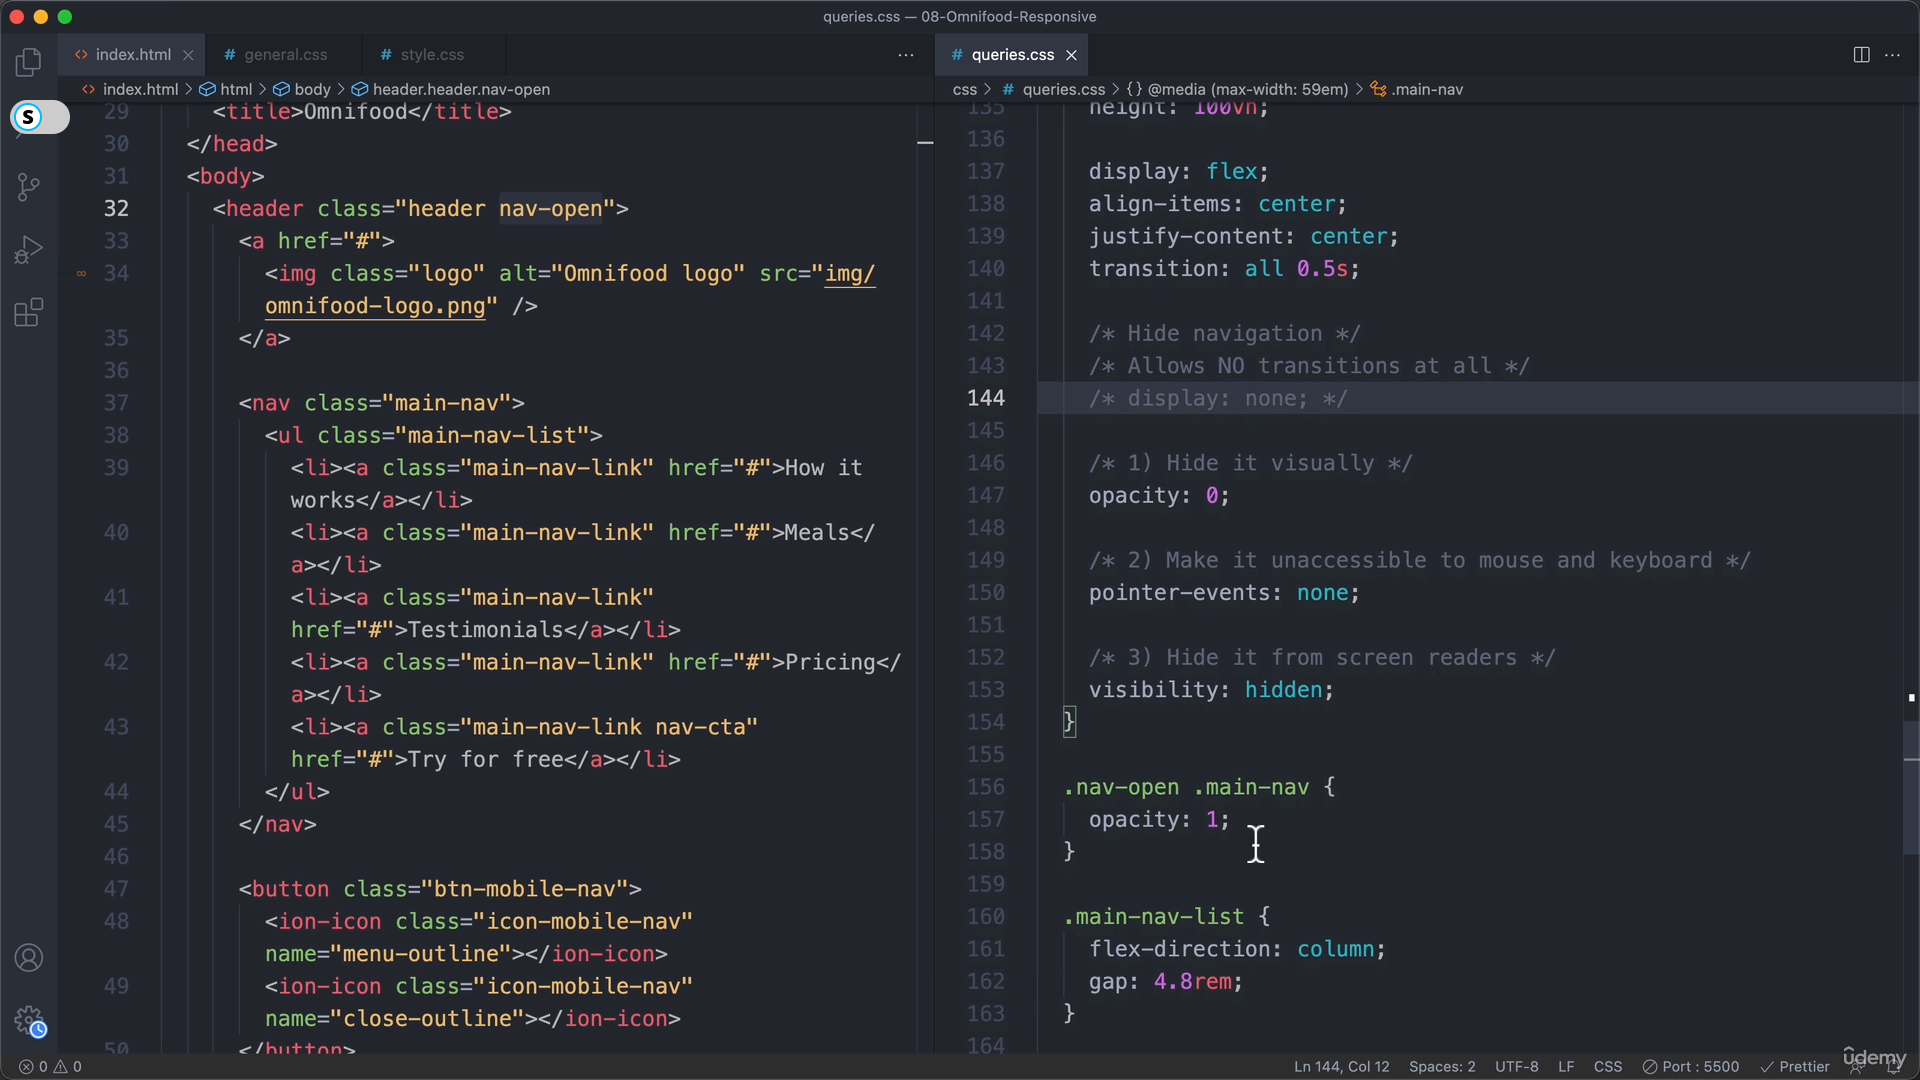 queries.css — 08-Omnifood-Responsive
index.html
general.css
style.css
queries.css
index.html > html > body > header.header.nav-open
css > queries.css > {} @media (max-width: 59em) > .main-nav
S
29 <title>Omnifood</title>
30 </head>
31 <body>
32 <header class="header nav-open">
33 <a href="#">
34 <img class="logo" alt="Omnifood logo" src="img/
omnifood-logo.png" />
35 </a>
36
37 <nav class="main-nav">
38 <ul class="main-nav-list">
39 <li><a class="main-nav-link" href="#">How it
works</a></li>
40 <li><a class="main-nav-link" href="#">Meals</
a></li>
41 <li><a class="main-nav-link"
href="#">Testimonials</a></li>
42 <li><a class="main-nav-link" href="#">Pricing</
a></li>
43 <li><a class="main-nav-link nav-cta"
href="#">Try for free</a></li>
44 </ul>
45 </nav>
46
47 <button class="btn-mobile-nav">
48 <ion-icon class="icon-mobile-nav"
name="menu-outline"></ion-icon>
49 <ion-icon class="icon-mobile-nav"
name="close-outline"></ion-icon>
50 </button>
135 height: 100vh;
136
137 display: flex;
138 align-items: center;
139 justify-content: center;
140 transition: all 0.5s;
141
142 /* Hide navigation */
143 /* Allows NO transitions at all */
144 /* display: none; */
145
146 /* 1) Hide it visually */
147 opacity: 0;
148
149 /* 2) Make it unaccessible to mouse and keyboard */
150 pointer-events: none;
151
152 /* 3) Hide it from screen readers */
153 visibility: hidden;
154 }
155
156 .nav-open .main-nav {
157 opacity: 1;
158 }
159
160 .main-nav-list {
161 flex-direction: column;
162 gap: 4.8rem;
163 }
164
0 0
Ln 144, Col 12 Spaces: 2 UTF-8 LF CSS Port : 5500 Prettier
ûdemy